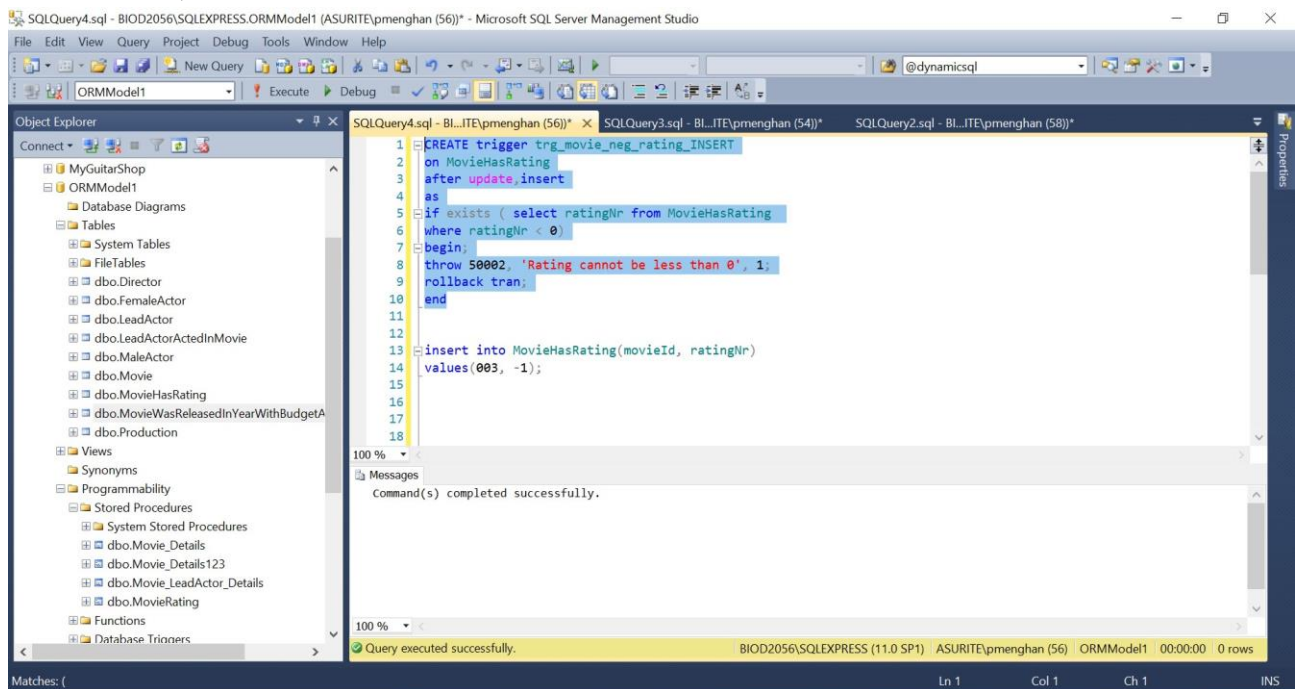 SQLQuery4.sql - BIOD2056\SQLEXPRESS.ORMModel1 (ASURITE\pmenghan (56))* - Microsoft SQL Server Management Studio
File Edit View Query Project Debug Tools Window Help
New Query @dynamicsql
ORMModel1 Execute Debug
Object Explorer
Connect
MyGuitarShop
ORMModel1
Database Diagrams
Tables
System Tables
FileTables
dbo.Director
dbo.FemaleActor
dbo.LeadActor
dbo.LeadActorActedInMovie
dbo.MaleActor
dbo.Movie
dbo.MovieHasRating
dbo.MovieWasReleasedInYearWithBudgetA
dbo.Production
Views
Synonyms
Programmability
Stored Procedures
System Stored Procedures
dbo.Movie_Details
dbo.Movie_Details123
dbo.Movie_LeadActor_Details
dbo.MovieRating
Functions
Database Triggers
SQLQuery4.sql - BI...ITE\pmenghan (56))* SQLQuery3.sql - BI...ITE\pmenghan (54))* SQLQuery2.sql - BI...ITE\pmenghan (58))*
1 CREATE trigger trg_movie_neg_rating_INSERT
2 on MovieHasRating
3 after update,insert
4 as
5 if exists ( select ratingNr from MovieHasRating
6 where ratingNr < 0)
7 begin;
8 throw 50002, 'Rating cannot be less than 0', 1;
9 rollback tran;
10 end
11
12
13 insert into MovieHasRating(movieId, ratingNr)
14 values(003, -1);
15
16
17
18
100 %
Messages
Command(s) completed successfully.
100 %
Query executed successfully. BIOD2056\SQLEXPRESS (11.0 SP1) ASURITE\pmenghan (56) ORMModel1 00:00:00 0 rows
Properties
Matches: ( Ln 1 Col 1 Ch 1 INS